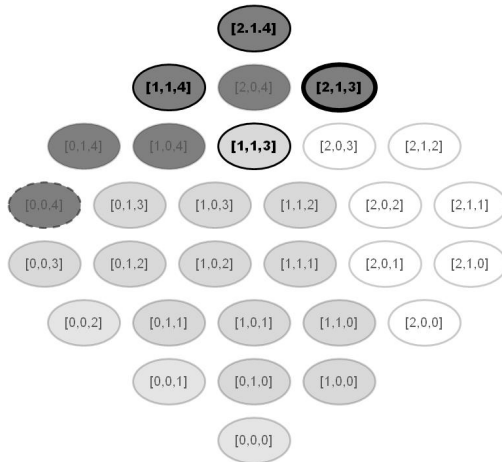 [2.1.4]
[1,1,4] [2,0,4] [2,1,3]
[0,1,4] [1,0,4] [1,1,3] [2,0,3] [2,1,2]
[0,0,4] [0,1,3] [1,0,3] [1,1,2] [2,0,2] [2,1,1]
[0,0,3] [0,1,2] [1,0,2] [1,1,1] [2,0,1] [2,1,0]
[0,0,2] [0,1,1] [1,0,1] [1,1,0] [2,0,0]
[0,0,1] [0,1,0] [1,0,0]
[0,0,0]